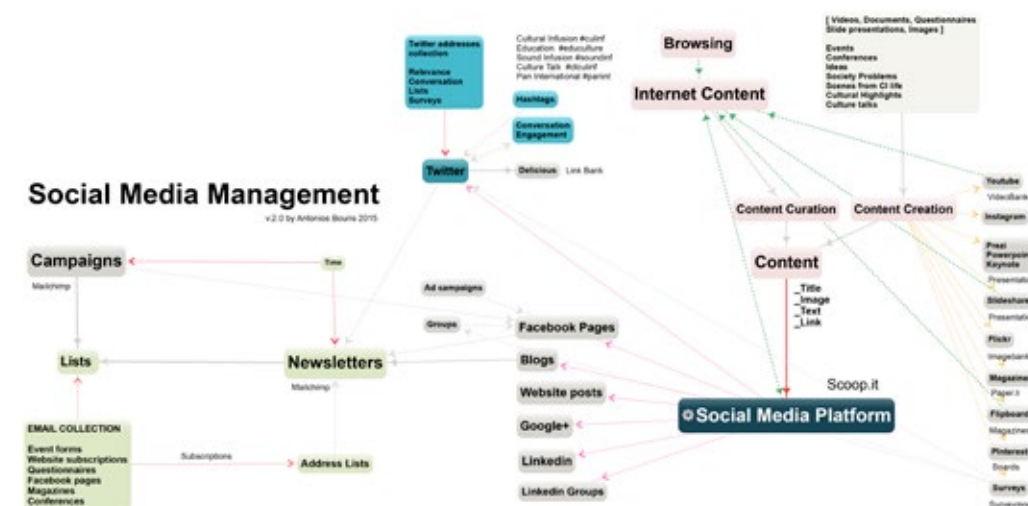 Social Media Management
v.2.0 by Antonios Bouris 2015
Twitter addresses
collection
Relevance
Conversation
Lists
Surveys
Cultural Infusion #culinf
Education #educulture
Sound Infusion #soundinf
Culture Talk #dculinf
Pan International #parint
Hashtags
Conversation
Engagement
Twitter
Delicious
Link Bank
Browsing
Internet Content
[ Videos, Documents, Questionnaires
Slide presentations, Images ]
Events
Conferences
Ideas
Society Problems
Scenes from CI life
Cultural Highlights
Culture talks
Content Curation
Content Creation
Content
_Title
_Image
_Text
_Link
Youtube
VideoBank
Instagram
Prezi
Powerpoin
Keynote
Presentatio
Slideshare
Presentatio
Flickr
Imagebank
Magazine
Paper.li
Flipboard
Magazines
Pinterest
Boards
Surveys
Campaigns
Mailchimp
Time
Ad campaigns
Groups
Facebook Pages
Lists
Newsletters
Mailchimp
Blogs
Website posts
Google+
Linkedin
Linkedin Groups
Scoop.it
Social Media Platform
EMAIL COLLECTION
Event forms
Website subscriptions
Questionnaires
Facebook pages
Magazines
Conferences
Subscriptions
Address Lists